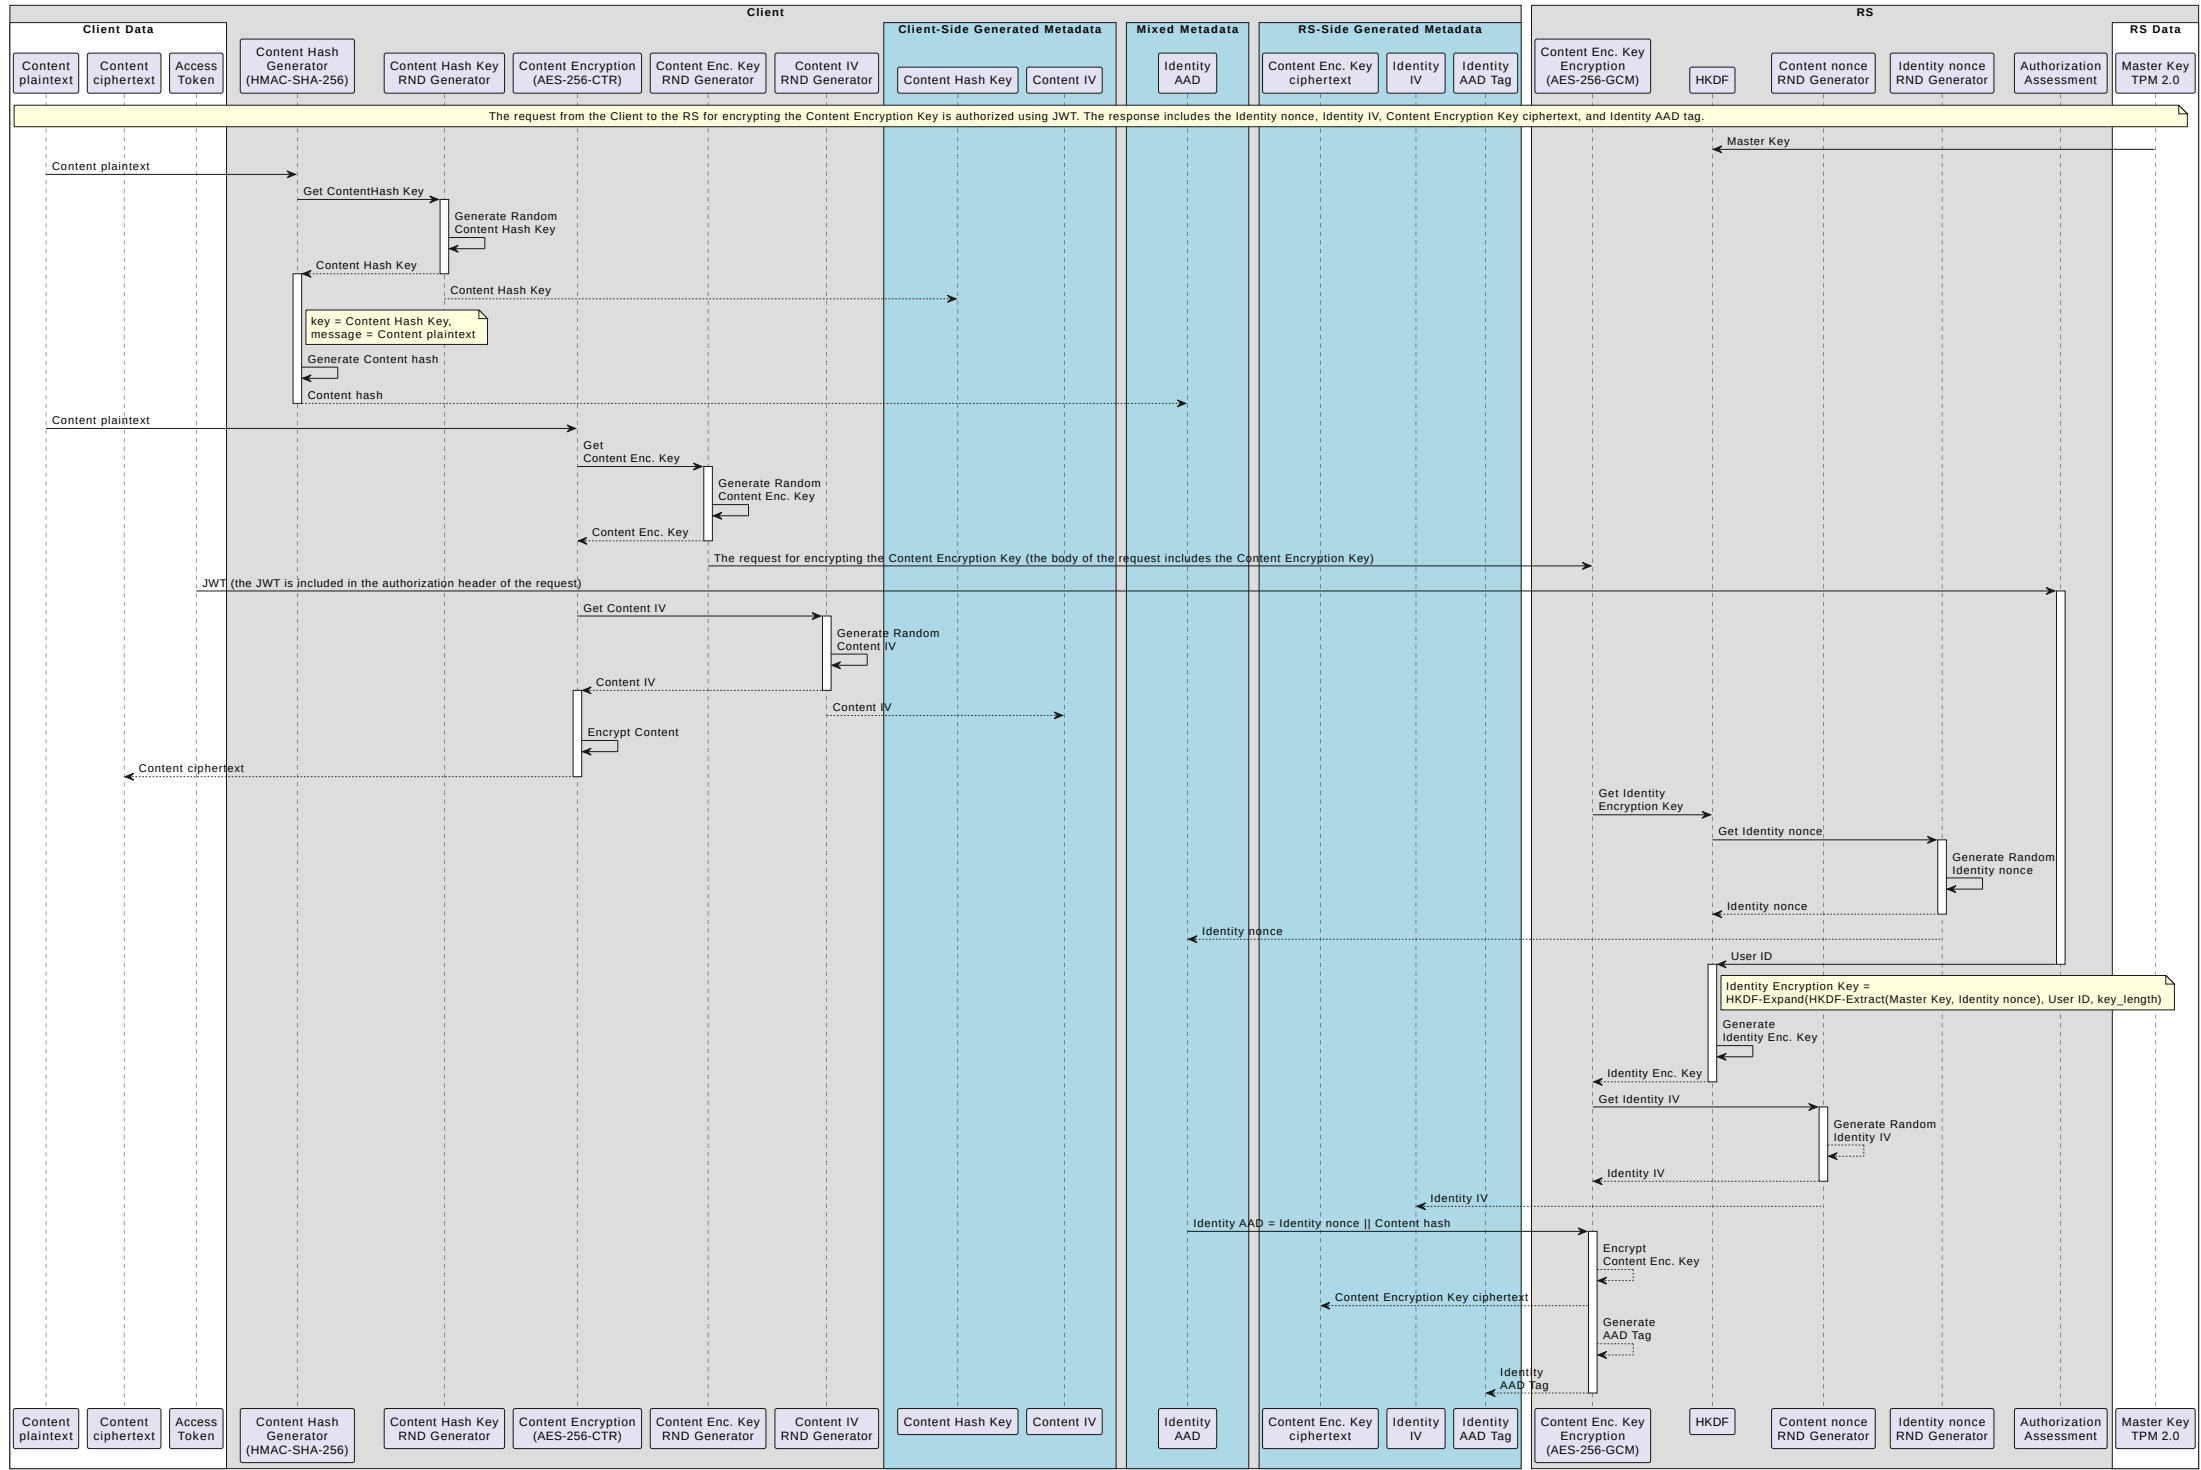 Client
RS
Client Data
Client-Side Generated Metadata
Mixed Metadata
RS-Side Generated Metadata
RS Data
Content
plaintext
Content
ciphertext
Access
Token
Content Hash
Generator
(HMAC-SHA-256)
Content Hash Key
RND Generator
Content Encryption
(AES-256-CTR)
Content Enc. Key
RND Generator
Content IV
RND Generator
Content Hash Key
Content IV
Identity
AAD
Content Enc. Key
ciphertext
Identity
IV
Identity
AAD Tag
Content Enc. Key
Encryption
(AES-256-GCM)
HKDF
Content nonce
RND Generator
Identity nonce
RND Generator
Authorization
Assessment
Master Key
TPM 2.0
The request from the Client to the RS for encrypting the Content Encryption Key is authorized using JWT. The response includes the Identity nonce, Identity IV, Content Encryption Key ciphertext, and Identity AAD tag.
Master Key
Content plaintext
Get ContentHash Key
Generate Random
Content Hash Key
Content Hash Key
Content Hash Key
key = Content Hash Key,
message = Content plaintext
Generate Content hash
Content hash
Content plaintext
Get
Content Enc. Key
Generate Random
Content Enc. Key
Content Enc. Key
The request for encrypting the Content Encryption Key (the body of the request includes the Content Encryption Key)
JWT (the JWT is included in the authorization header of the request)
Get Content IV
Generate Random
Content IV
Content IV
Content IV
Encrypt Content
Content ciphertext
Get Identity
Encryption Key
Get Identity nonce
Generate Random
Identity nonce
Identity nonce
Identity nonce
User ID
Identity Encryption Key =
HKDF-Expand(HKDF-Extract(Master Key, Identity nonce), User ID, key_length)
Generate
Identity Enc. Key
Identity Enc. Key
Get Identity IV
Generate Random
Identity IV
Identity IV
Identity IV
Identity AAD = Identity nonce || Content hash
Encrypt
Content Enc. Key
Content Encryption Key ciphertext
Generate
AAD Tag
Identity
AAD Tag
Content
plaintext
Content
ciphertext
Access
Token
Content Hash
Generator
(HMAC-SHA-256)
Content Hash Key
RND Generator
Content Encryption
(AES-256-CTR)
Content Enc. Key
RND Generator
Content IV
RND Generator
Content Hash Key
Content IV
Identity
AAD
Content Enc. Key
ciphertext
Identity
IV
Identity
AAD Tag
Content Enc. Key
Encryption
(AES-256-GCM)
HKDF
Content nonce
RND Generator
Identity nonce
RND Generator
Authorization
Assessment
Master Key
TPM 2.0